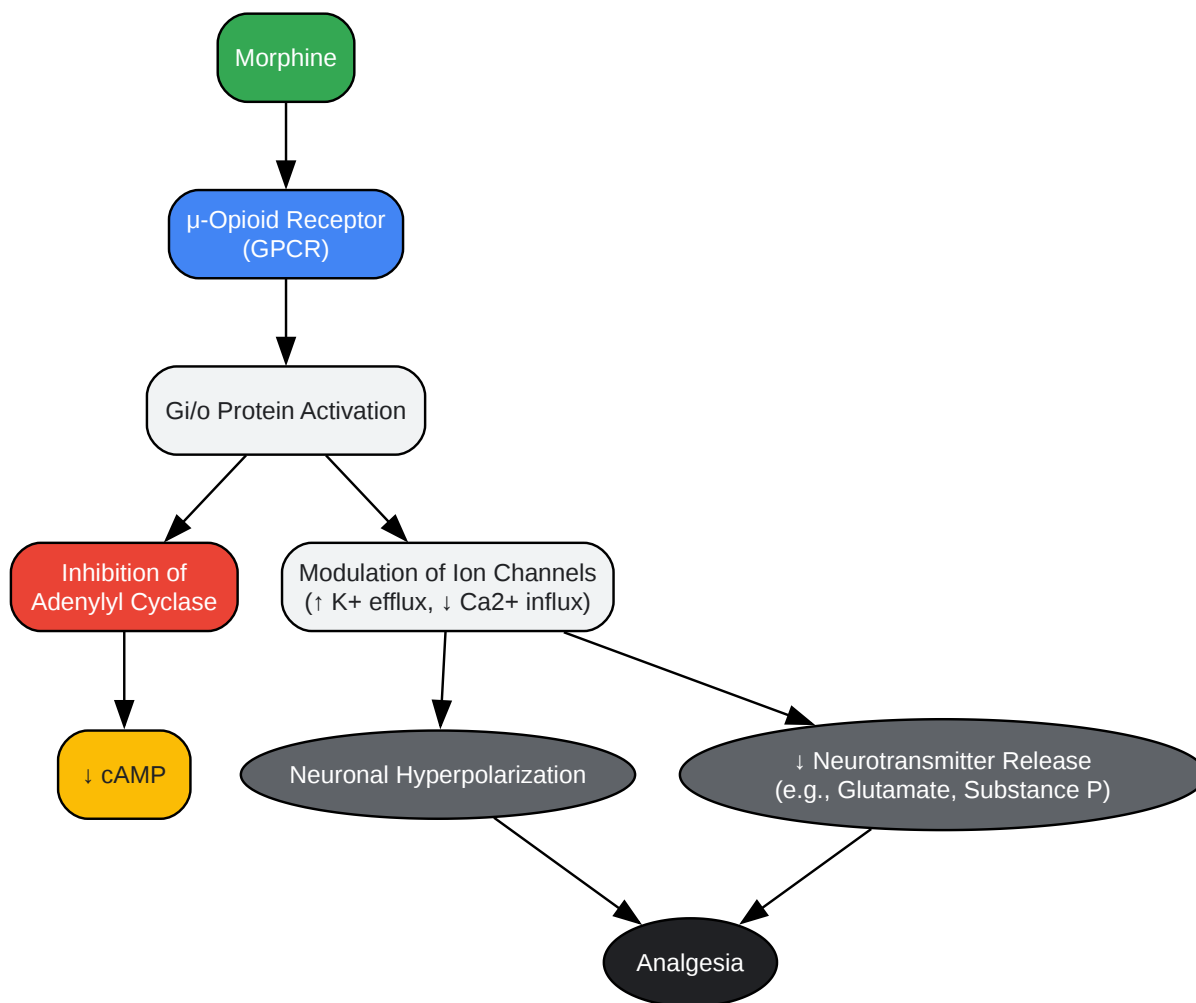 Morphine
μ-Opioid Receptor
(GPCR)
Gi/o Protein Activation
Inhibition of
Adenylyl Cyclase
Modulation of Ion Channels
(↑ K+ efflux, ↓ Ca2+ influx)
↓ cAMP
Neuronal Hyperpolarization
↓ Neurotransmitter Release
(e.g., Glutamate, Substance P)
Analgesia